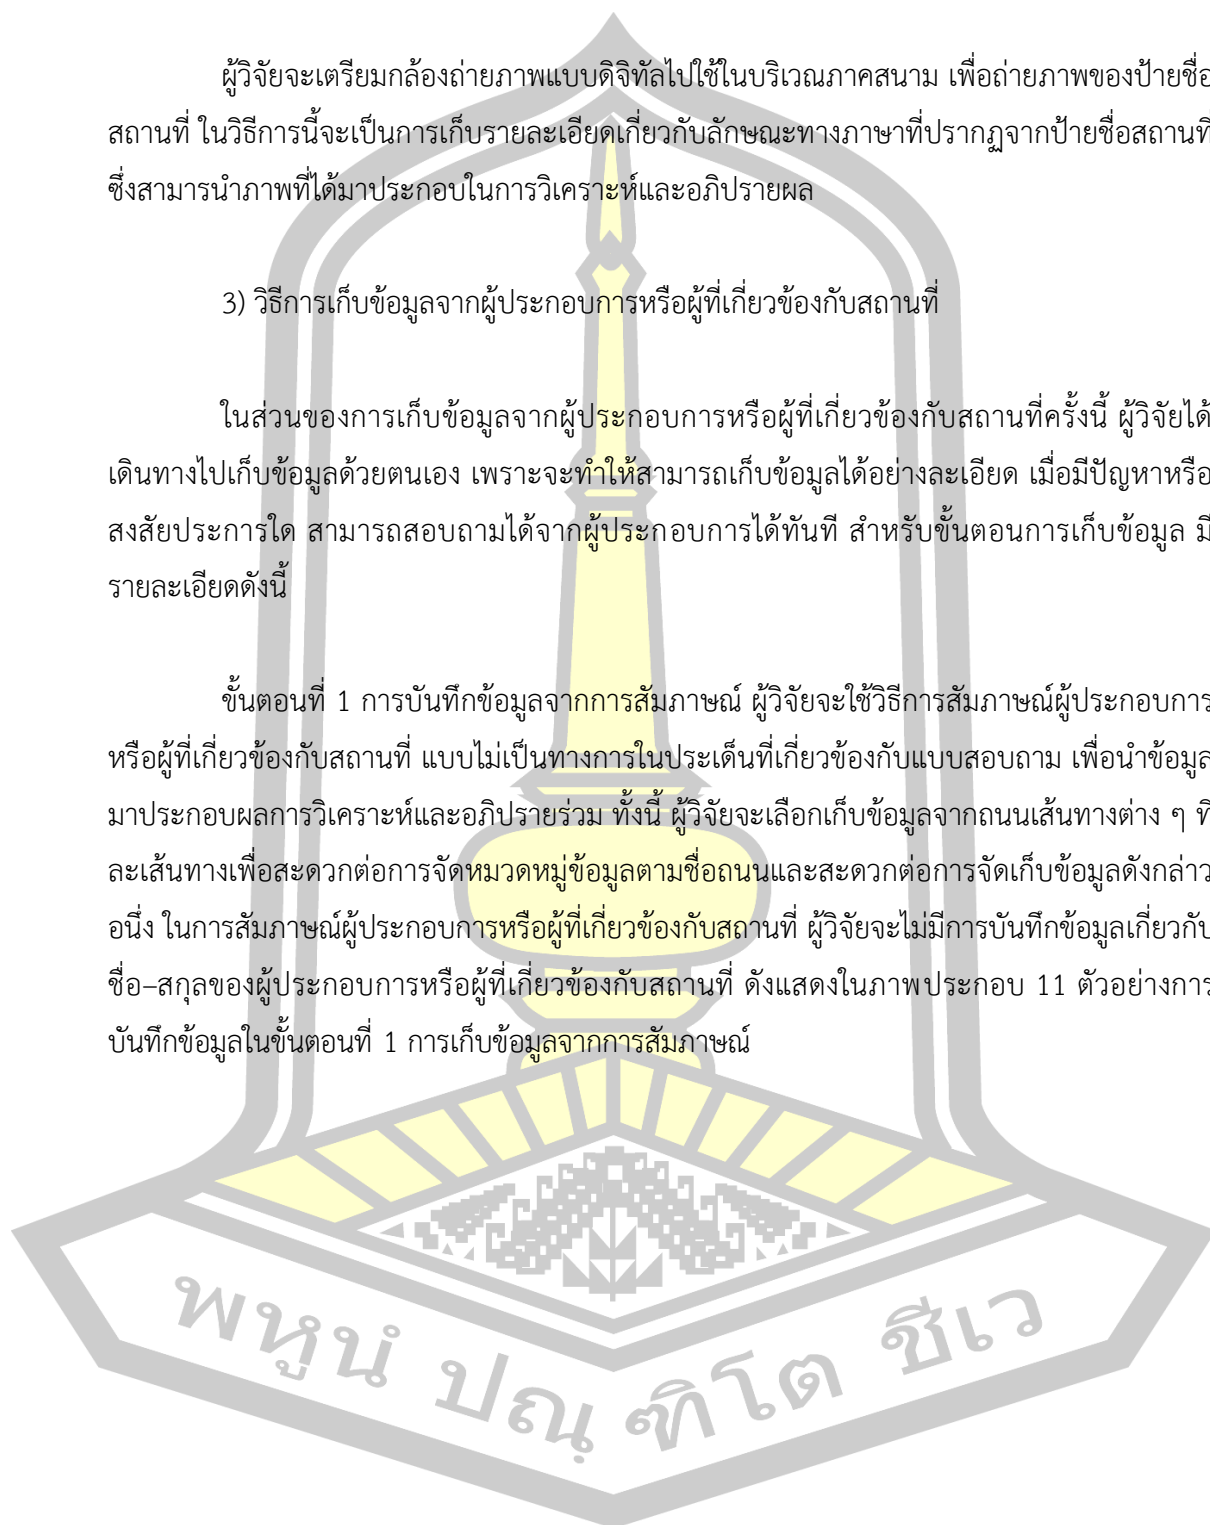 ผู้วิจัยจะเตรียมกล้องถ่ายภาพแบบดิจิทัลไปใช้ในบริเวณภาคสนาม เพื่อถ่ายภาพของป้ายชื่อ
สถานที่ ในวิธีการนี้จะเป็นการเก็บรายละเอียดเกี่ยวกับลักษณะทางภาษาที่ปรากฏจากป้ายชื่อสถานที่
ซึ่งสามารนำภาพที่ได้มาประกอบในการวิเคราะห์และอภิปรายผล
3) วิธีการเก็บข้อมูลจากผู้ประกอบการหรือผู้ที่เกี่ยวข้องกับสถานที่
ในส่วนของการเก็บข้อมูลจากผู้ประกอบการหรือผู้ที่เกี่ยวข้องกับสถานที่ครั้งนี้ ผู้วิจัยได้
เดินทางไปเก็บข้อมูลด้วยตนเอง เพราะจะทำให้สามารถเก็บข้อมูลได้อย่างละเอียด เมื่อมีปัญหาหรือ
สงสัยประการใด สามารถสอบถามได้จากผู้ประกอบการได้ทันที สำหรับขั้นตอนการเก็บข้อมูล มี
รายละเอียดดังนี้
ขั้นตอนที่ 1 การบันทึกข้อมูลจากการสัมภาษณ์ ผู้วิจัยจะใช้วิธีการสัมภาษณ์ผู้ประกอบการ
หรือผู้ที่เกี่ยวข้องกับสถานที่ แบบไม่เป็นทางการในประเด็นที่เกี่ยวข้องกับแบบสอบถาม เพื่อนำข้อมูล
มาประกอบผลการวิเคราะห์และอภิปรายร่วม ทั้งนี้ ผู้วิจัยจะเลือกเก็บข้อมูลจากถนนเส้นทางต่าง ๆ ที
ละเส้นทางเพื่อสะดวกต่อการจัดหมวดหมู่ข้อมูลตามชื่อถนนและสะดวกต่อการจัดเก็บข้อมูลดังกล่าว
อนึ่ง ในการสัมภาษณ์ผู้ประกอบการหรือผู้ที่เกี่ยวข้องกับสถานที่ ผู้วิจัยจะไม่มีการบันทึกข้อมูลเกี่ยวกับ
ชื่อ–สกุลของผู้ประกอบการหรือผู้ที่เกี่ยวข้องกับสถานที่ ดังแสดงในภาพประกอบ 11 ตัวอย่างการ
บันทึกข้อมูลในขั้นตอนที่ 1 การเก็บข้อมูลจากการสัมภาษณ์
พหูนํ ปณฺฑิโต ชีเว